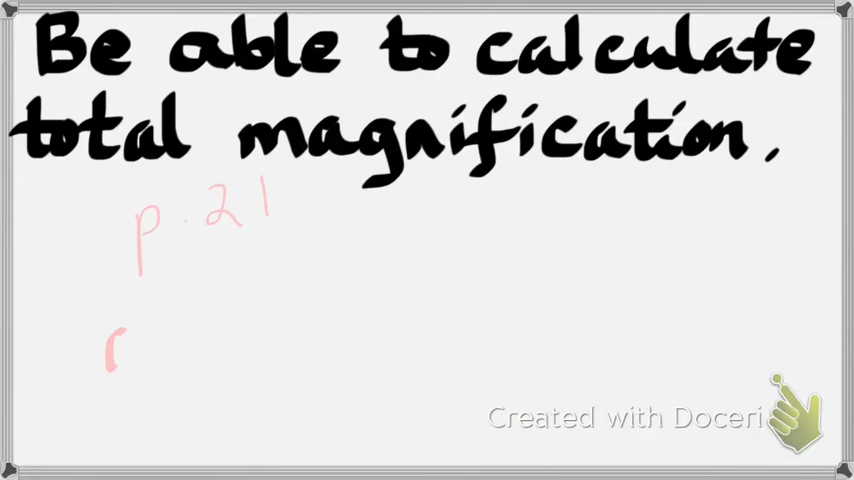 Be able to calculate
total magnification.
p. 21
Created with Doceri